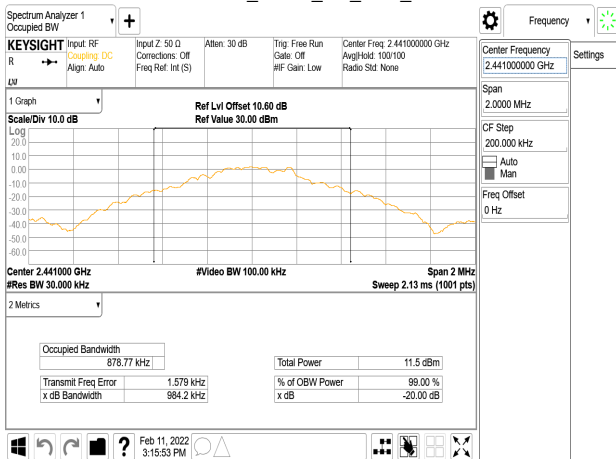 Spectrum Analyzer 1
Occupied BW
Frequency
KEYSIGHT
R
LXI
Input: RF
Coupling: DC
Align: Auto
Input Z: 50 Ω
Corrections: Off
Freq Ref: Int (S)
Atten: 30 dB
Trig: Free Run
Gate: Off
#IF Gain: Low
Center Freq: 2.441000000 GHz
Avg|Hold: 100/100
Radio Std: None
Center Frequency
2.441000000 GHz
Settings
Span
2.0000 MHz
CF Step
200.000 kHz
Auto
Man
Freq Offset
0 Hz
1 Graph
Scale/Div 10.0 dB
Ref Lvl Offset 10.60 dB
Ref Value 30.00 dBm
Log
20.0
10.0
0.00
-10.0
-20.0
-30.0
-40.0
-50.0
-60.0
Center 2.441000 GHz
#Video BW 100.00 kHz
Span 2 MHz
#Res BW 30.000 kHz
Sweep 2.13 ms (1001 pts)
2 Metrics
Occupied Bandwidth
878.77 kHz
Total Power 11.5 dBm
Transmit Freq Error 1.579 kHz
% of OBW Power 99.00 %
x dB Bandwidth 984.2 kHz
x dB -20.00 dB
?
Feb 11, 2022
3:15:53 PM